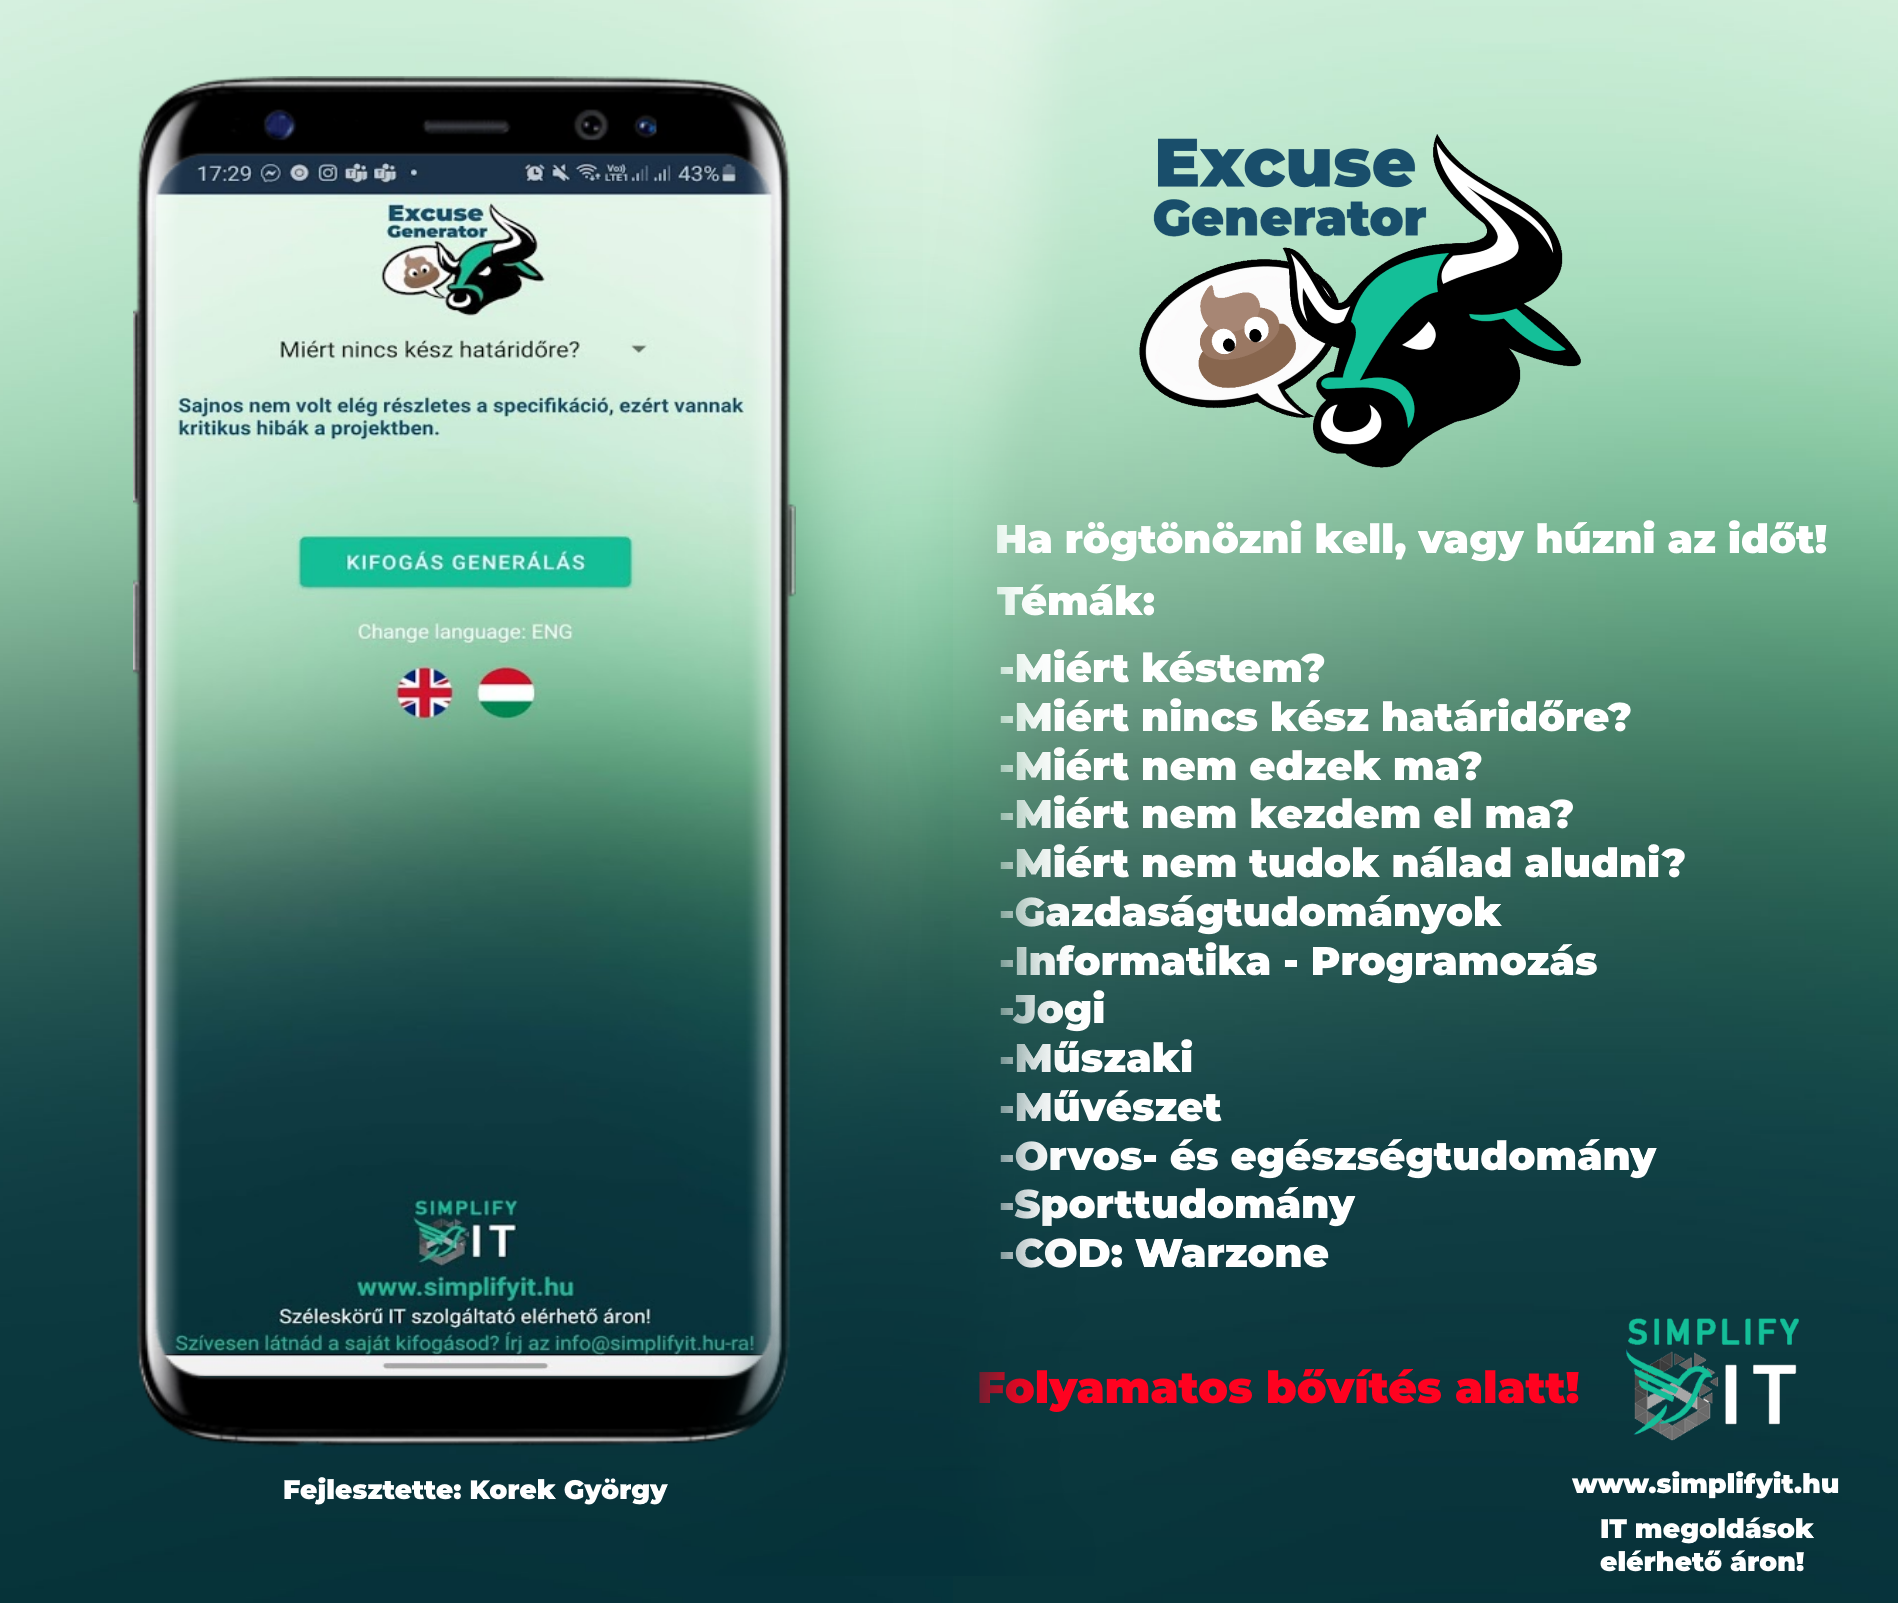 17:29
43%
Excuse
Generator
Miért nincs kész határidőre?
Sajnos nem volt elég részletes a specifikáció, ezért vannak
kritikus hibák a projektben.
KIFOGÁS GENERÁLÁS
Change language: ENG
SIMPLIFY
IT
www.simplifyit.hu
Széleskörű IT szolgáltató elérhető áron!
Szívesen látnád a saját kifogásod? Írj az info@simplifyit.hu-ra!
Fejlesztette: Korek György
Excuse
Generator
Ha rögtönözni kell, vagy húzni az időt!
Témák:
-Miért késtem?
-Miért nincs kész határidőre?
-Miért nem edzek ma?
-Miért nem kezdem el ma?
-Miért nem tudok nálad aludni?
-Gazdaságtudományok
-Informatika - Programozás
-Jogi
-Műszaki
-Művészet
-Orvos- és egészségtudomány
-Sporttudomány
-COD: Warzone
Folyamatos bővítés alatt!
SIMPLIFY
IT
www.simplifyit.hu
IT megoldások
elérhető áron!